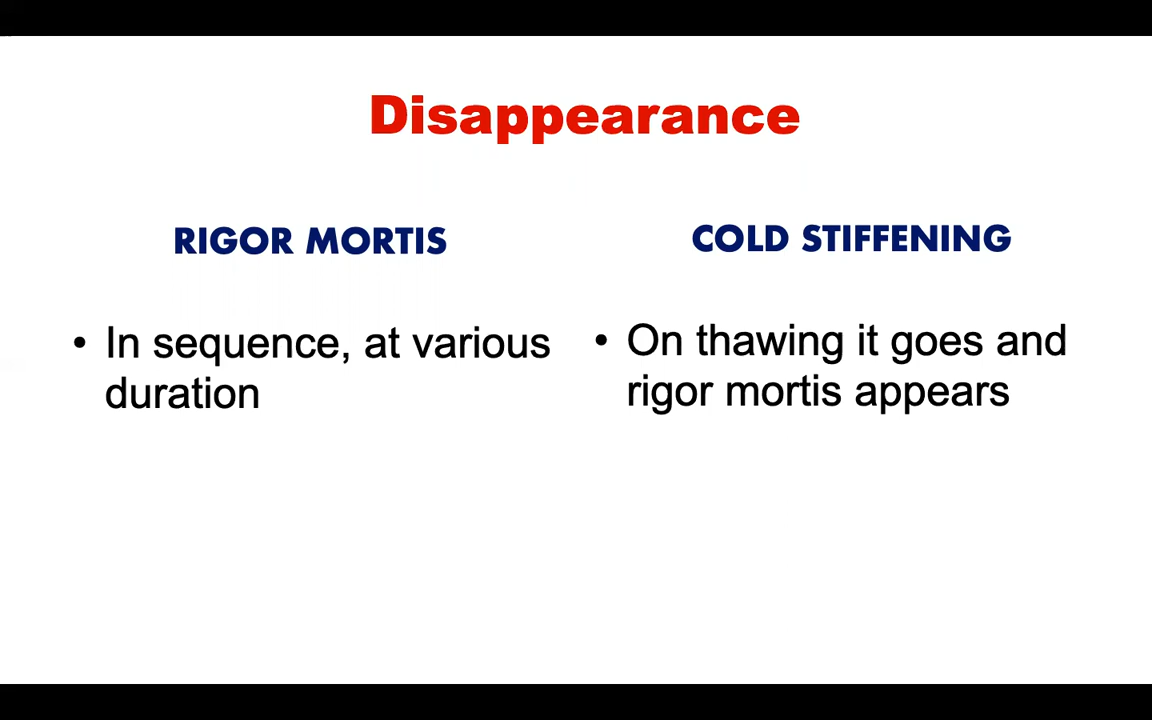 Disappearance
RIGOR MORTIS
• In sequence, at various
duration
COLD STIFFENING
• On thawing it goes and
rigor mortis appears